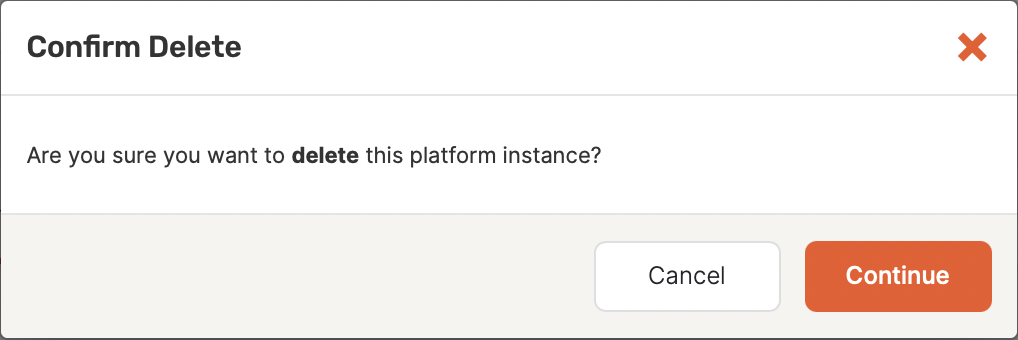 Confirm Delete
Are you sure you want to delete this platform instance?
Cancel
Continue